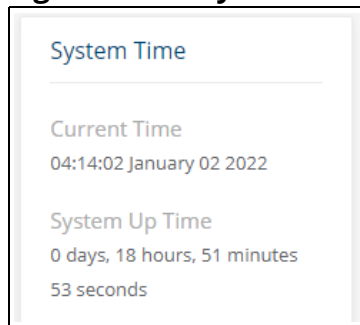 System Time
Current Time
04:14:02 January 02 2022
System Up Time
0 days, 18 hours, 51 minutes
53 seconds